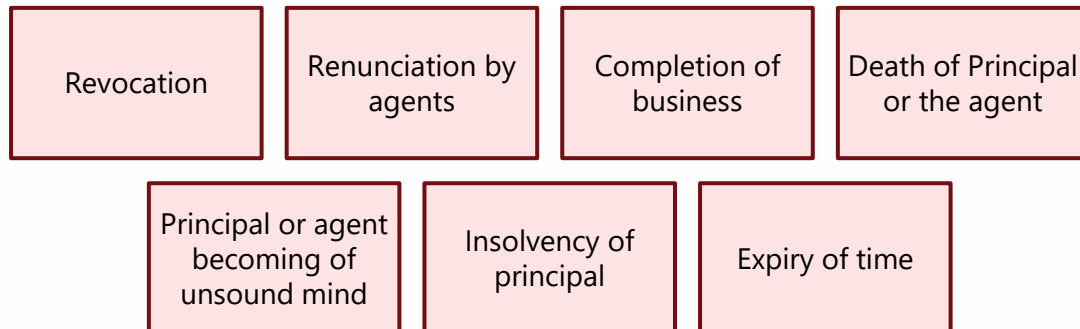 Revocation
Renunciation by
agents
Completion of
business
Death of Principal
or the agent
Principal or agent
becoming of
unsound mind
Insolvency of
principal
Expiry of time